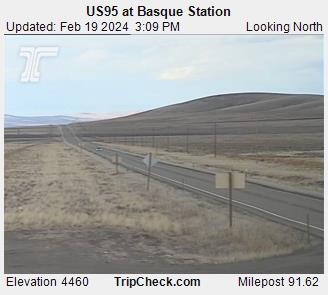 US95 at Basque Station
Updated: Feb 19 2024 3:09 PM Looking North
Elevation 4460 TripCheck.com Milepost 91.62